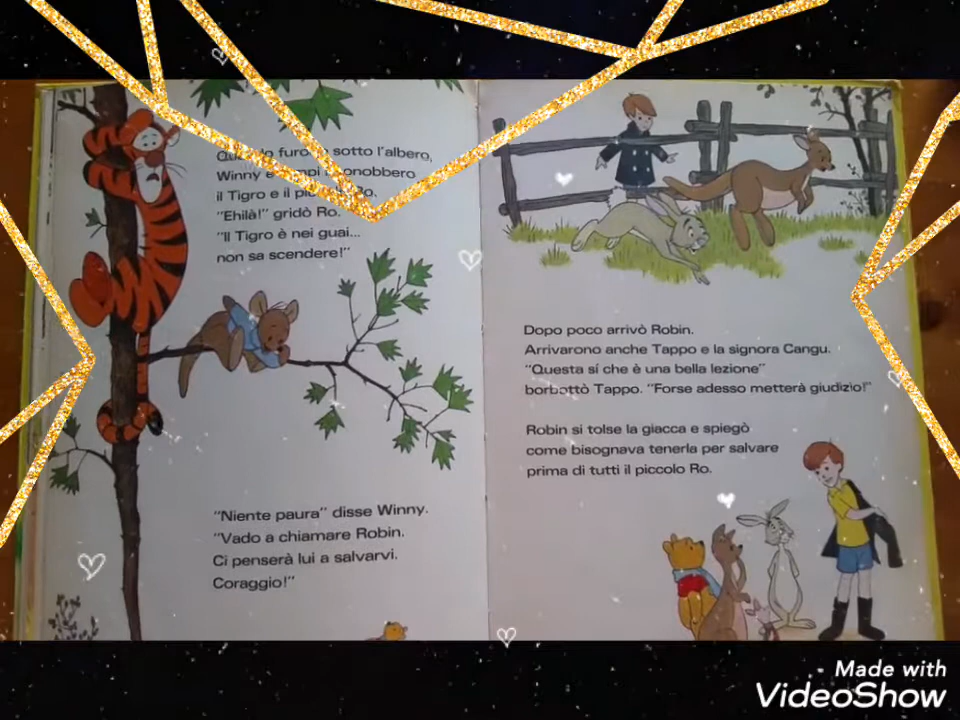 sotto l'albero,
Winny e
il Tigro e il Ro.
"Ehilà!" gridò Ro.
"Il Tigro è nei guai...
non sa scendere!"
"Niente paura" disse Winny.
"Vado a chiamare Robin.
Ci penserà lui a salvarvi.
Coraggio!"
Dopo poco arrivò Robin.
Arrivarono anche Tappo e la signora Cangu.
"Questa sí che è una bella lezione"
borbottò Tappo. "Forse adesso metterà giudizio!"
Robin si tolse la giacca e spiegò
come bisognava tenerla per salvare
prima di tutti il piccolo Ro.
Made with
VideoShow